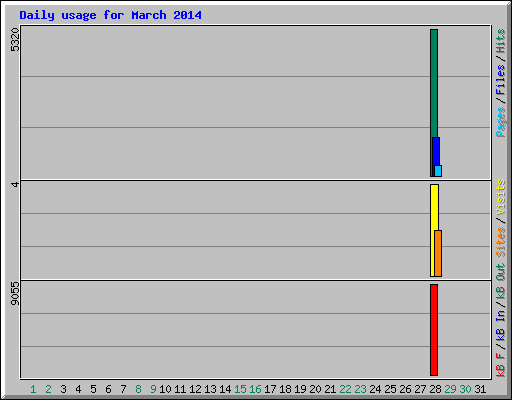 Daily usage for March 2014
5320
4
9055
Pages / Files / Hits
Sites / Visits
kB F / kB In / kB Out
1 2 3 4 5 6 7 8 9 10 11 12 13 14 15 16 17 18 19 20 21 22 23 24 25 26 27 28 29 30 31